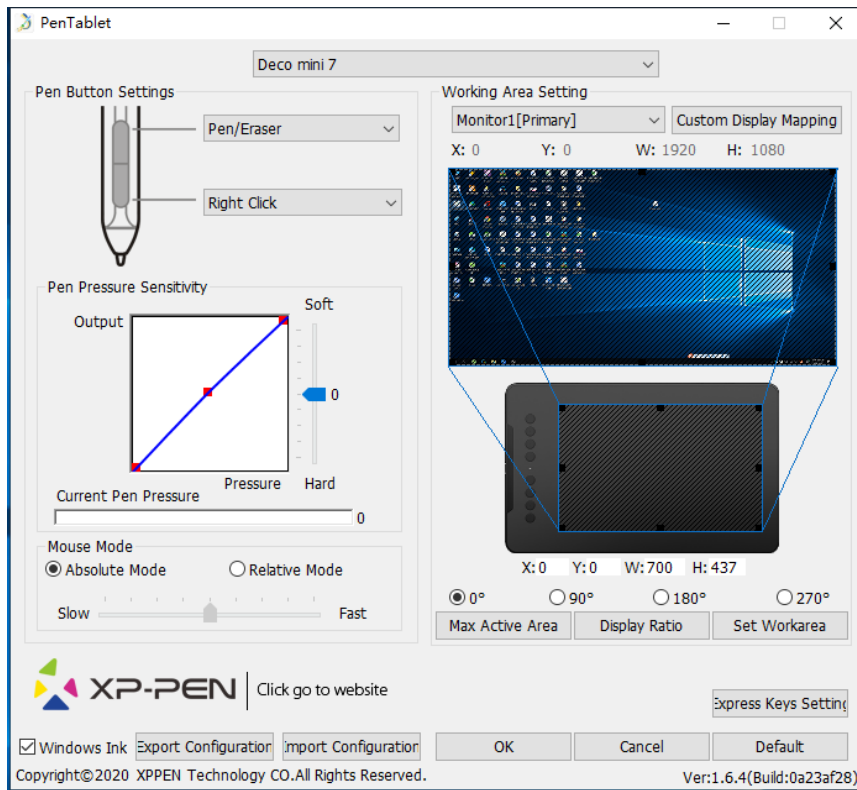 PenTablet
Deco mini 7
Pen Button Settings
Pen/Eraser
Right Click
Pen Pressure Sensitivity
Output
Soft
0
Pressure
Hard
Current Pen Pressure
0
Mouse Mode
Absolute Mode
Relative Mode
Slow
Fast
Working Area Setting
Monitor1[Primary]
Custom Display Mapping
X: 0 Y: 0 W: 1920 H: 1080
X: 0 Y: 0 W: 700 H: 437
0° 90° 180° 270°
Max Active Area
Display Ratio
Set Workarea
XP-PEN
Click go to website
Express Keys Setting
Windows Ink
Export Configuration
Import Configuration
OK
Cancel
Default
Copyright©2020 XPPEN Technology CO.All Rights Reserved.
Ver:1.6.4(Build:0a23af28)